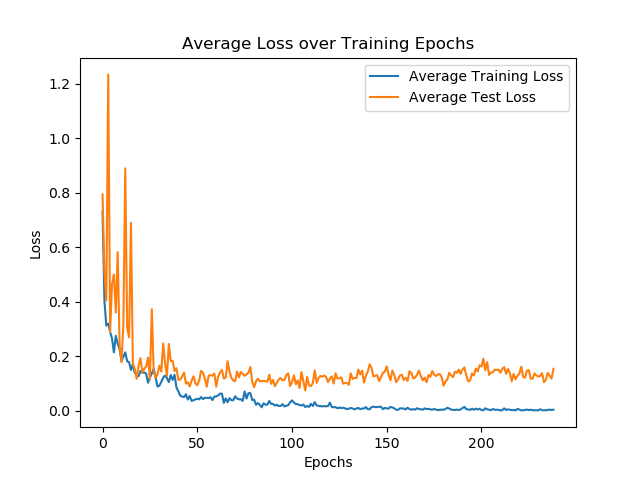 Average Loss over Training Epochs
Average Training Loss
Average Test Loss
Loss
1.2
1.0
0.8
0.6
0.4
0.2
0.0
0
50
100
150
200
Epochs